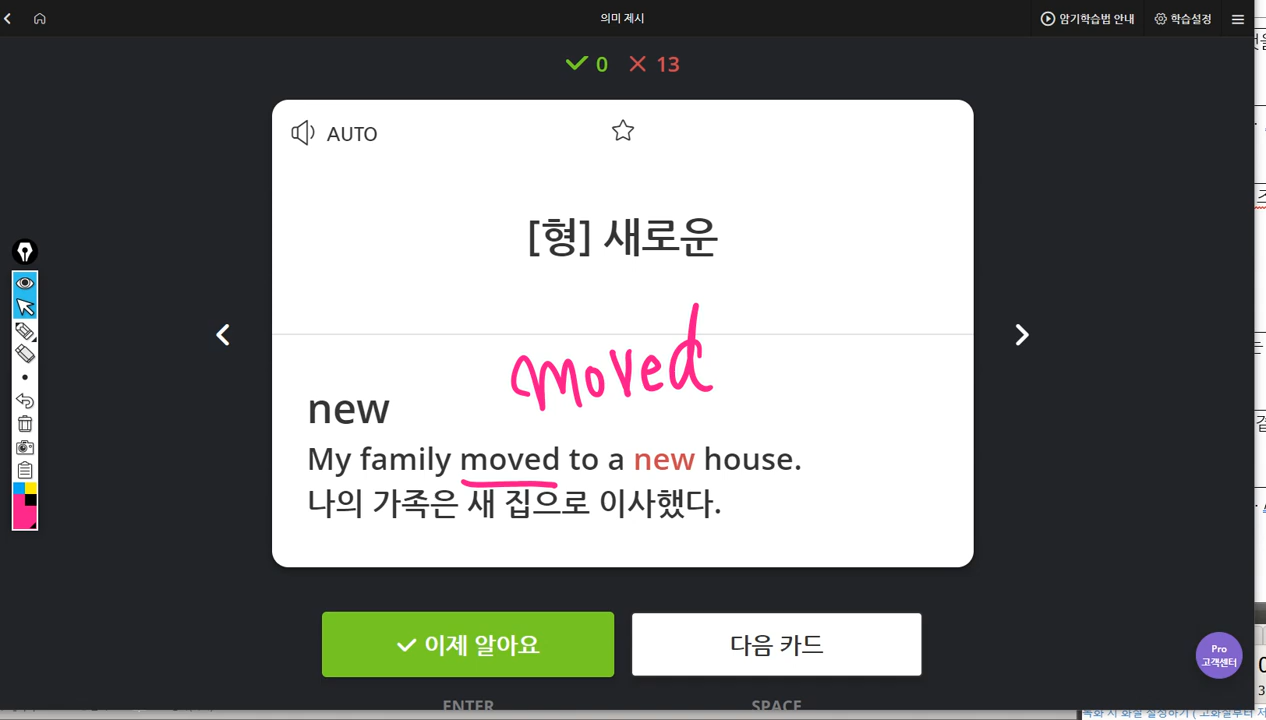 의미 제시
암기학습법 안내
학습설정
0 13
AUTO
[형] 새로운
moved
new
My family moved to a new house.
나의 가족은 새 집으로 이사했다.
이제 알아요
다음 카드
Pro
고객센터
ENTER
SPACE